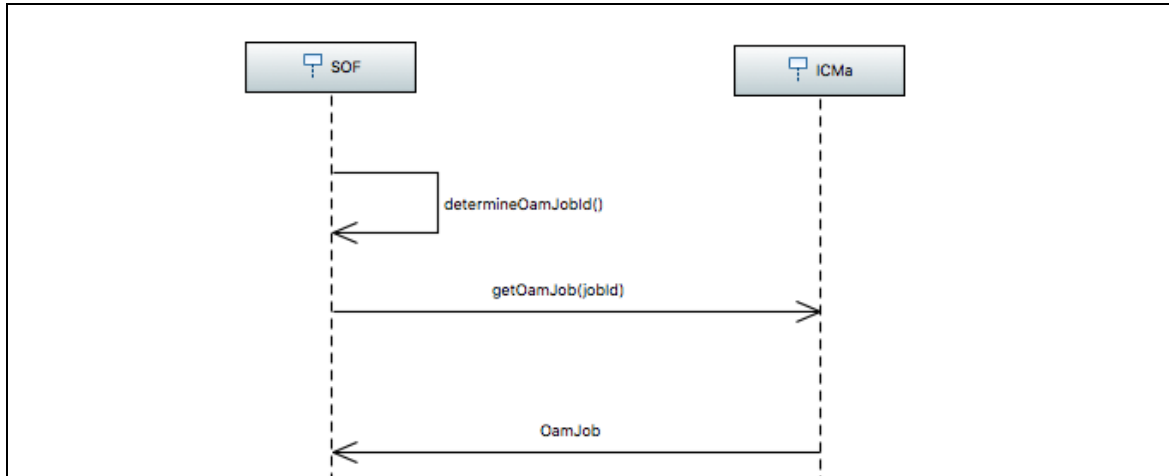 SOF
ICMa
determineOamJobId()
getOamJob(jobId)
OamJob